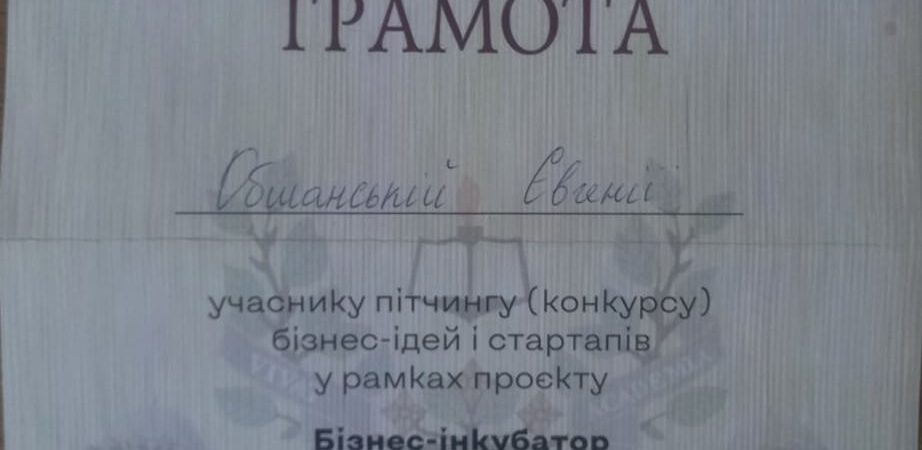 ГРАМОТА
Обшанській Євгенії
учаснику пітчингу (конкурсу)
бізнес-ідей і стартапів
у рамках проєкту
Бізнес-інкубатор